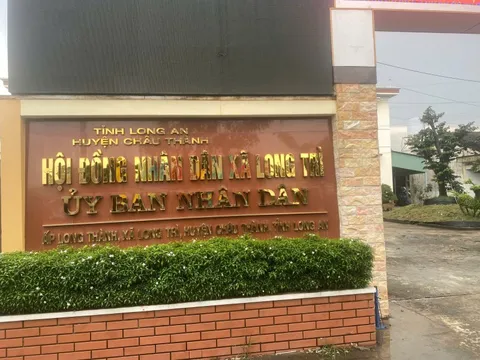 TỈNH LONG AN
HUYỆN CHÂU THÀNH
HỘI ĐỒNG NHÂN DÂN XÃ LONG TRÌ
ỦY BAN NHÂN DÂN
ẤP LONG THÀNH, XÃ LONG TRÌ, HUYỆN CHÂU THÀNH, TỈNH LONG AN